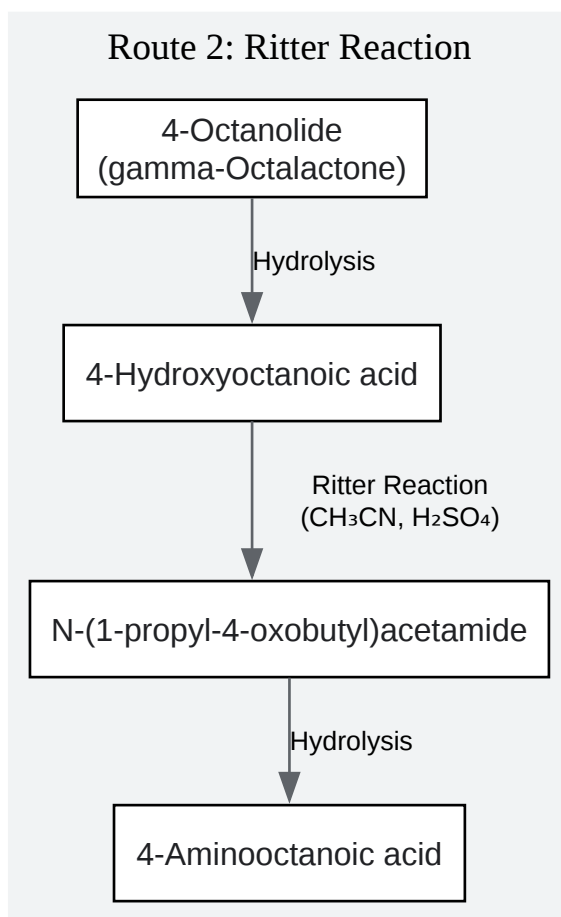 Route 2: Ritter Reaction
4-Octanolide
(gamma-Octalactone)
Hydrolysis
4-Hydroxyoctanoic acid
Ritter Reaction
(CH₃CN, H₂SO₄)
N-(1-propyl-4-oxobutyl)acetamide
Hydrolysis
4-Aminooctanoic acid